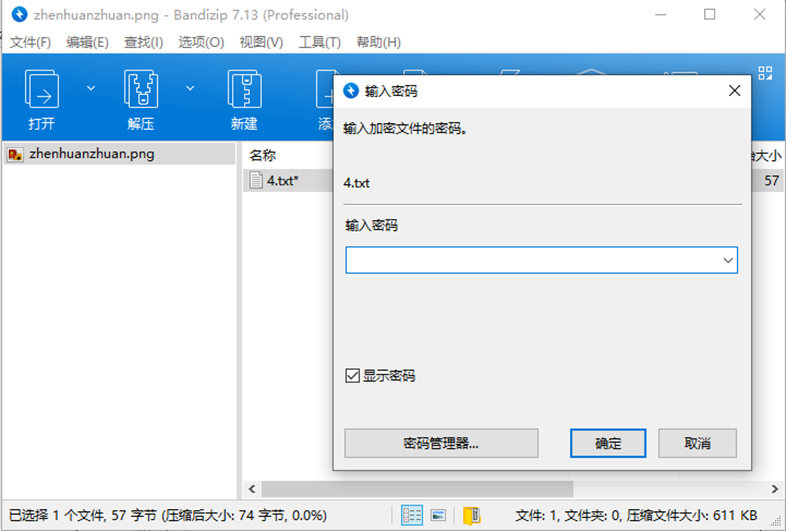 zhenhuanzhuan.png - Bandizip 7.13 (Professional)
文件(F) 编辑(E) 查找(I) 选项(O) 视图(V) 工具(T) 帮助(H)
打开 解压 新建
zhenhuanzhuan.png
名称 大小
4.txt* 57
输入密码
输入加密文件的密码。
4.txt
输入密码
显示密码
密码管理器... 确定 取消
已选择 1 个文件, 57 字节 (压缩后大小: 74 字节, 0.0%) 文件: 1, 文件夹: 0, 压缩文件大小: 611 KB